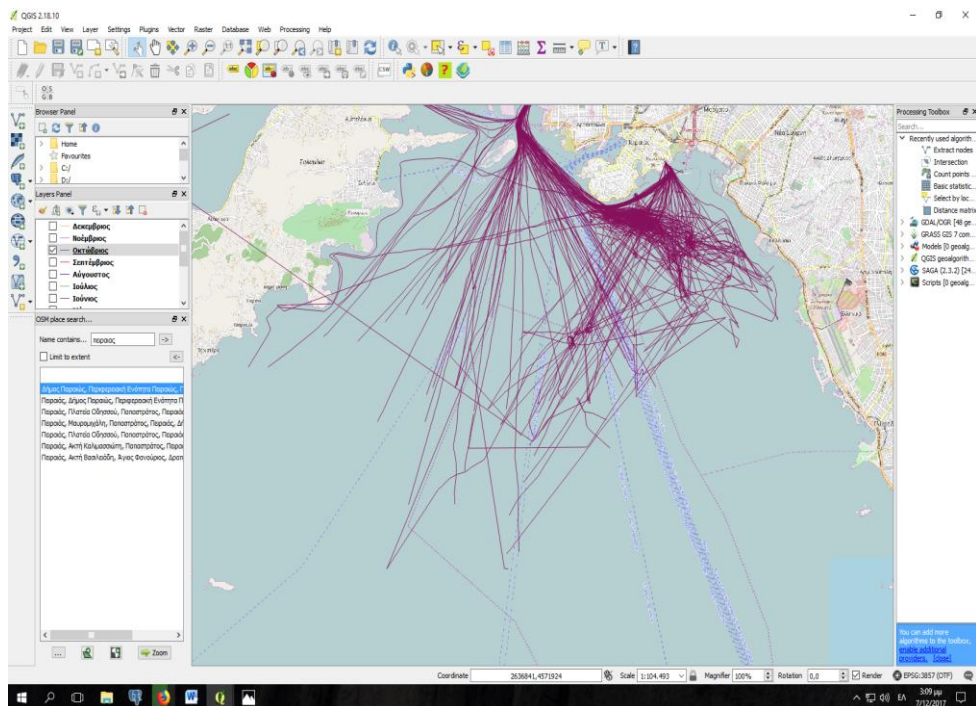 QGIS 2.18.10
Project Edit View Layer Settings Plugins Vector Raster Database Web Processing Help
Browser Panel
Home
Favourites
C:/
D:/
Layers Panel
Δεκέμβριος
Νοέμβριος
Οκτώβριος
Σεπτέμβριος
Αύγουστος
Ιούλιος
Ιούνιος
OSM place search...
Name contains... πειραιας ->
Limit to extent <-
Δήμος Πειραιώς, Περιφερειακή Ενότητα Πειραιώς, Π
Πειραιάς, Δήμος Πειραιώς, Περιφερειακή Ενότητα Π
Πειραιάς, Πλατεία Οδησσού, Παπαστράτος, Πειραιάς
Πειραιάς, Μαυρομιχάλη, Παπαστράτος, Πειραιάς, Δή
Πειραιάς, Πλατεία Οδησσού, Παπαστράτος, Πειραιάς
Πειραιάς, Ακτή Καλιμασιώτη, Παπαστράτος, Πειραι
Πειραιάς, Ακτή Βασιλειάδη, Άγιος Φανούριος, Δραπ
... Zoom
Processing Toolbox
Search...
Recently used algorith...
Extract nodes
Intersection
Count points ...
Basic statistic...
Select by loc...
Distance matrix
GDAL/OGR [48 ge...
GRASS GIS 7 com...
Models [0 geoalg...
QGIS geoalgorith...
SAGA (2.3.2) [24...
Scripts [0 geoalg...
You can add more
algorithms to the toolbox,
enable additional
providers. [close]
Coordinate 2636841,4571924 Scale 1:104.493 Magnifier 100% Rotation 0,0 Render EPSG:3857 (OTF)
ΕΛ 3:09 μμ
7/12/2017